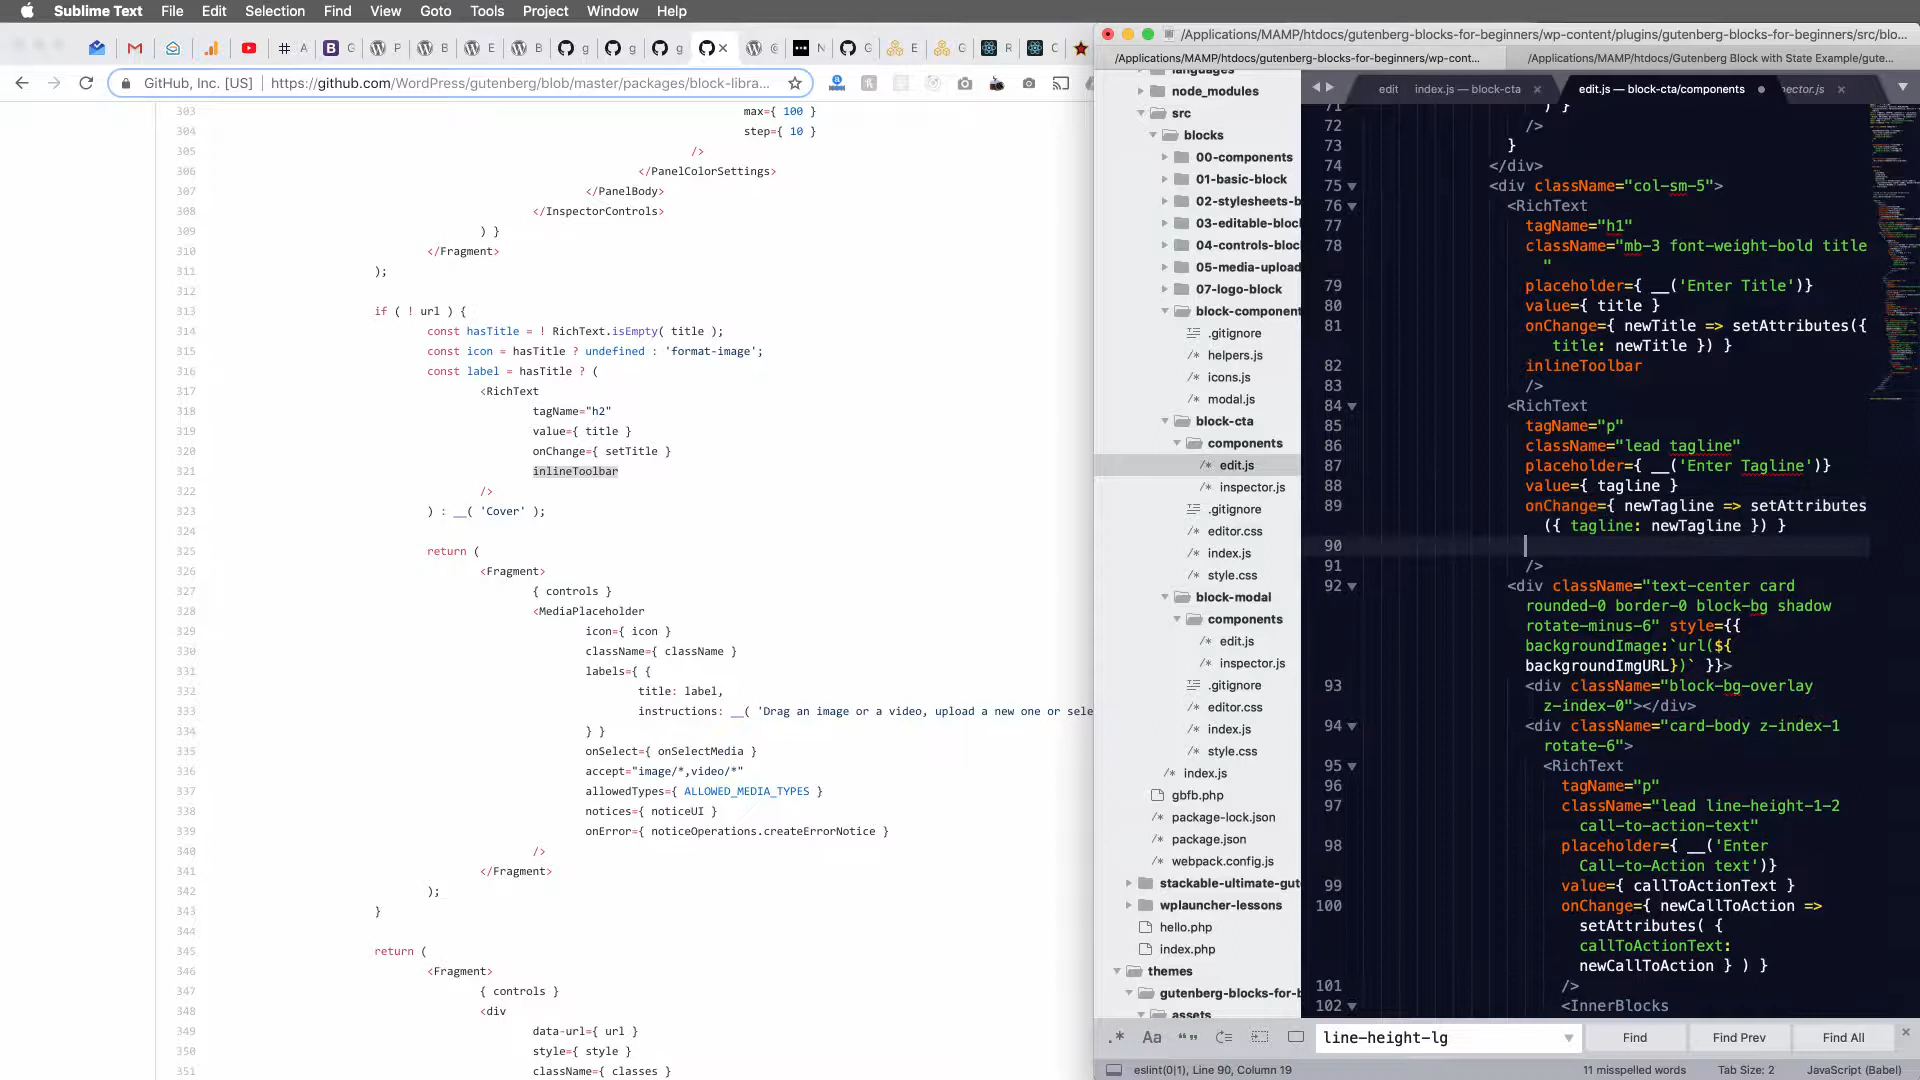 Sublime Text File Edit Selection Find View Goto Tools Project Window Help
GitHub, Inc. [US] https://github.com/WordPress/gutenberg/blob/master/packages/block-libra...
303 max={ 100 }
304 step={ 10 }
305 />
306 </PanelColorSettings>
307 </PanelBody>
308 </InspectorControls>
309 ) }
310 </Fragment>
311 );
312
313 if ( ! url ) {
314 const hasTitle = ! RichText.isEmpty( title );
315 const icon = hasTitle ? undefined : 'format-image';
316 const label = hasTitle ? (
317 <RichText
318 tagName="h2"
319 value={ title }
320 onChange={ setTitle }
321 inlineToolbar
322 />
323 ) : __( 'Cover' );
324
325 return (
326 <Fragment>
327 { controls }
328 <MediaPlaceholder
329 icon={ icon }
330 className={ className }
331 labels={ {
332 title: label,
333 instructions: __( 'Drag an image or a video, upload a new one or sele
334 } }
335 onSelect={ onSelectMedia }
336 accept="image/*,video/*"
337 allowedTypes={ ALLOWED_MEDIA_TYPES }
338 notices={ noticeUI }
339 onError={ noticeOperations.createErrorNotice }
340 />
341 </Fragment>
342 );
343 }
344
345 return (
346 <Fragment>
347 { controls }
348 <div
349 data-url={ url }
350 style={ style }
351 className={ classes }
/Applications/MAMP/htdocs/gutenberg-blocks-for-beginners/wp-content/plugins/gutenberg-blocks-for-beginners/src/blo...
/Applications/MAMP/htdocs/gutenberg-blocks-for-beginners/wp-cont...
/Applications/MAMP/htdocs/Gutenberg Block with State Example/gute...
languages
node_modules
src
blocks
00-components
01-basic-block
02-stylesheets-b
03-editable-bloc
04-controls-bloc
05-media-upload
07-logo-block
block-component
.gitignore
helpers.js
icons.js
modal.js
block-cta
components
edit.js
inspector.js
.gitignore
editor.css
index.js
style.css
block-modal
components
edit.js
inspector.js
.gitignore
editor.css
index.js
style.css
index.js
gbfb.php
package-lock.json
package.json
webpack.config.js
stackable-ultimate-gut
wplauncher-lessons
hello.php
index.php
themes
gutenberg-blocks-for-b
assets
edit index.js — block-cta edit.js — block-cta/components pector.js
71 ) }
72 />
73 }
74 </div>
75 <div className="col-sm-5">
76 <RichText
77 tagName="h1"
78 className="mb-3 font-weight-bold title
"
79 placeholder={ __('Enter Title')}
80 value={ title }
81 onChange={ newTitle => setAttributes({
title: newTitle }) }
82 inlineToolbar
83 />
84 <RichText
85 tagName="p"
86 className="lead tagline"
87 placeholder={ __('Enter Tagline')}
88 value={ tagline }
89 onChange={ newTagline => setAttributes
({ tagline: newTagline }) }
90
91 />
92 <div className="text-center card
rounded-0 border-0 block-bg shadow
rotate-minus-6" style={{
backgroundImage:`url(${
backgroundImgURL})` }}>
93 <div className="block-bg-overlay
z-index-0"></div>
94 <div className="card-body z-index-1
rotate-6">
95 <RichText
96 tagName="p"
97 className="lead line-height-1-2
call-to-action-text"
98 placeholder={ __('Enter
Call-to-Action text')}
99 value={ callToActionText }
100 onChange={ newCallToAction =>
setAttributes( {
callToActionText:
newCallToAction } ) }
101 />
102 <InnerBlocks
.* Aa line-height-lg Find Find Prev Find All
eslint(0|1), Line 90, Column 19 11 misspelled words Tab Size: 2 JavaScript (Babel)